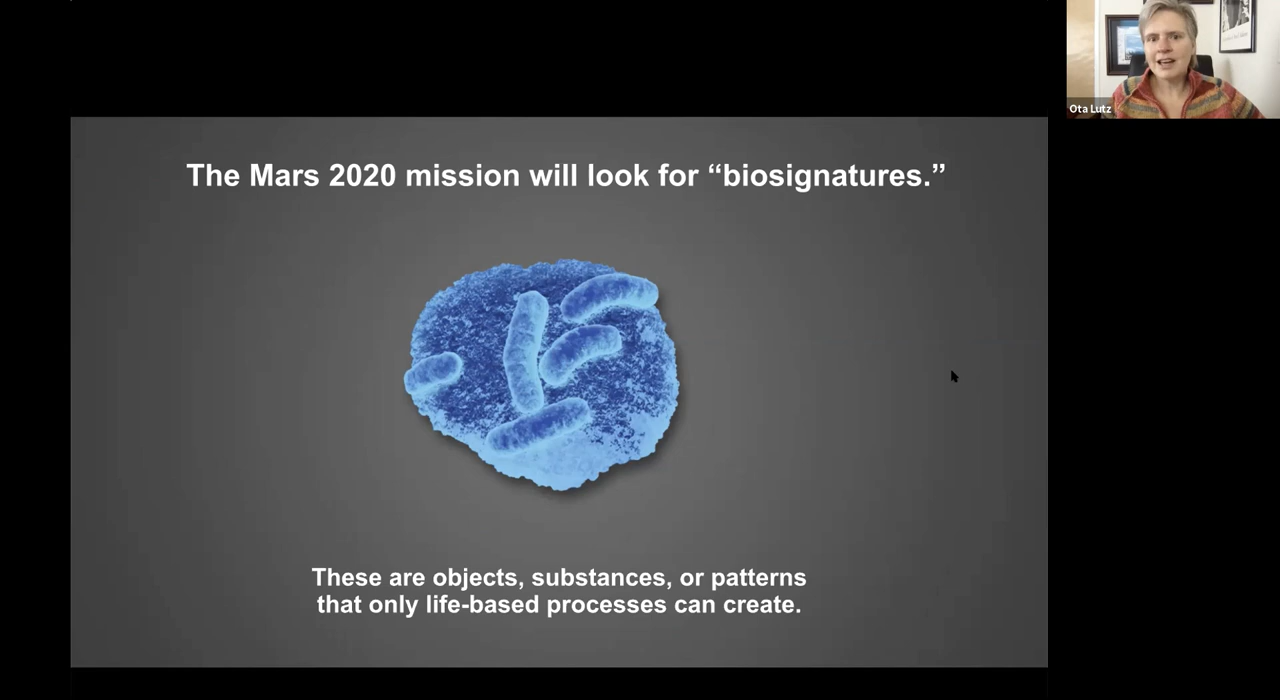 The Mars 2020 mission will look for “biosignatures.”
These are objects, substances, or patterns
that only life-based processes can create.
Ota Lutz